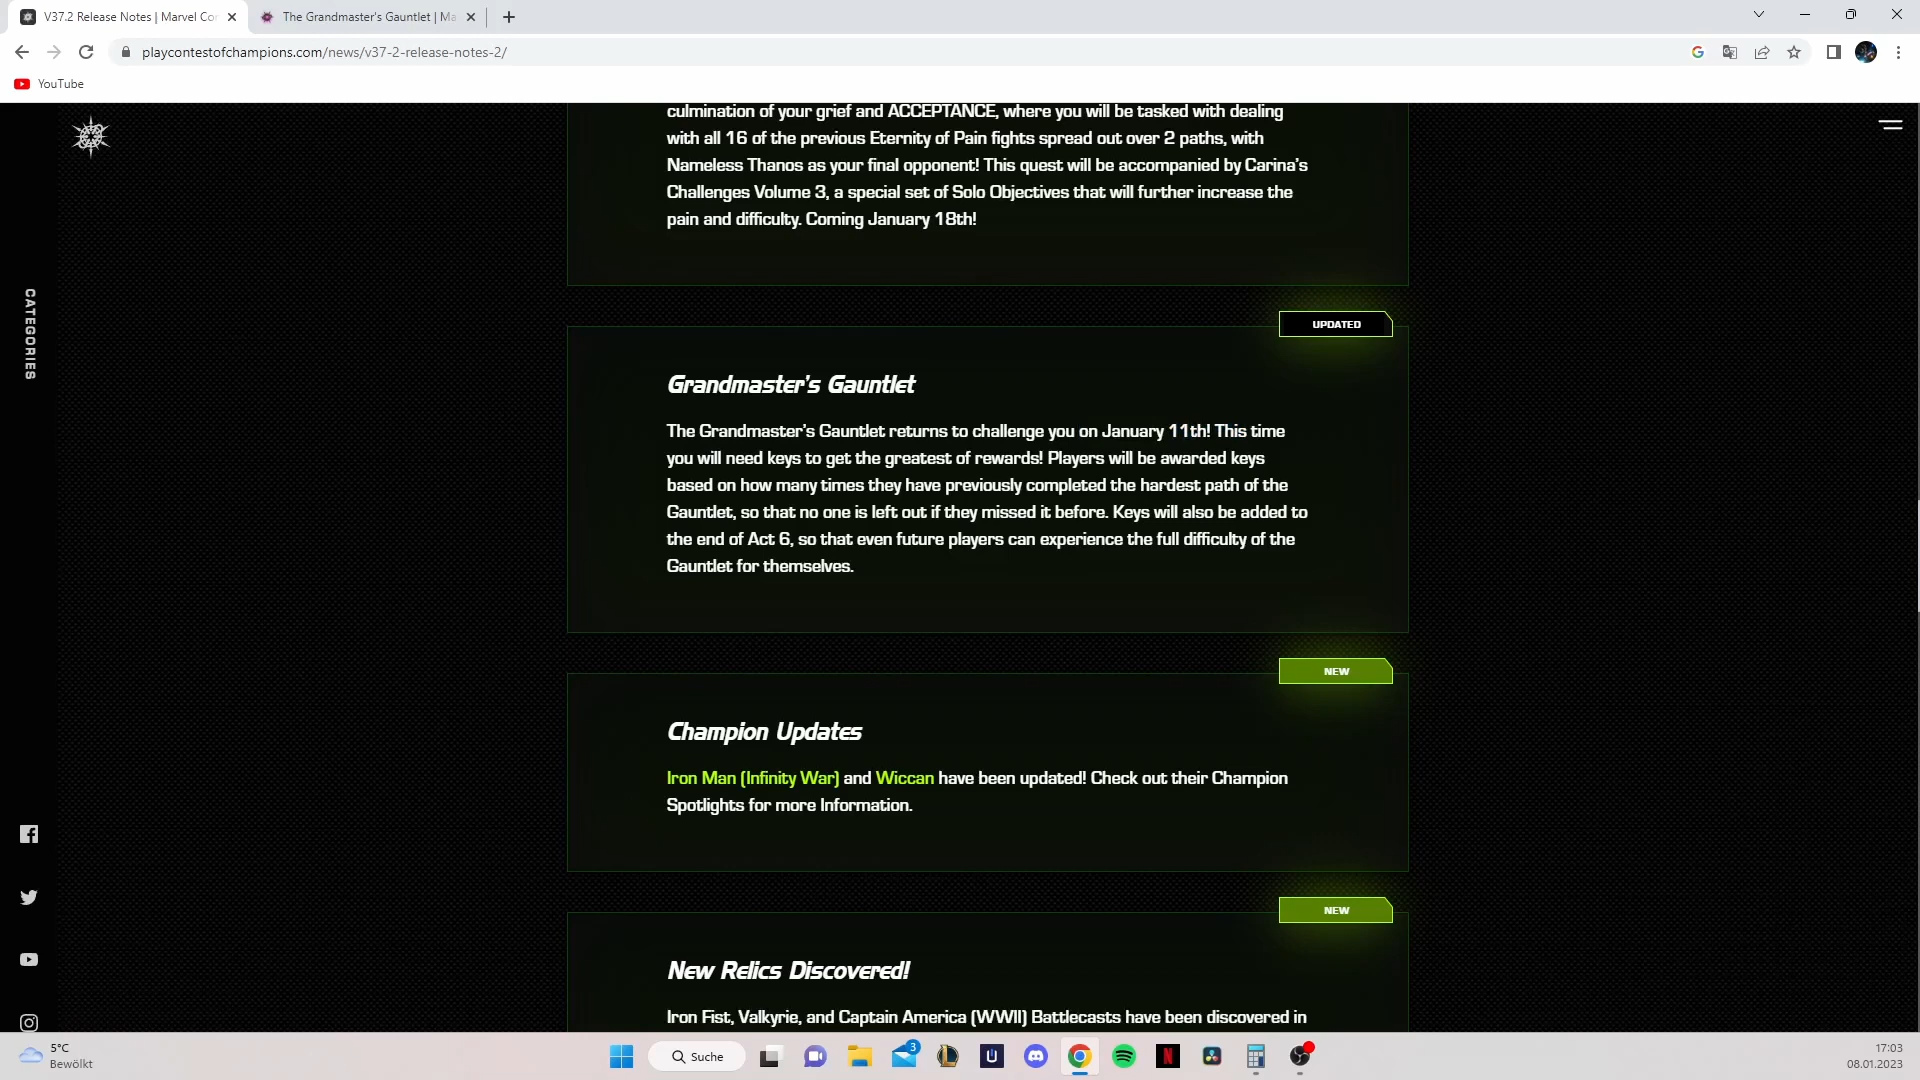 V37.2 Release Notes | Marvel Con
The Grandmaster's Gauntlet | Ma
playcontestofchampions.com/news/v37-2-release-notes-2/
YouTube
CATEGORIES
culmination of your grief and ACCEPTANCE, where you will be tasked with dealing
with all 16 of the previous Eternity of Pain fights spread out over 2 paths, with
Nameless Thanos as your final opponent! This quest will be accompanied by Carina's
Challenges Volume 3, a special set of Solo Objectives that will further increase the
pain and difficulty. Coming January 18th!
UPDATED
Grandmaster's Gauntlet
The Grandmaster's Gauntlet returns to challenge you on January 11th! This time
you will need keys to get the greatest of rewards! Players will be awarded keys
based on how many times they have previously completed the hardest path of the
Gauntlet, so that no one is left out if they missed it before. Keys will also be added to
the end of Act 6, so that even future players can experience the full difficulty of the
Gauntlet for themselves.
NEW
Champion Updates
Iron Man (Infinity War) and Wiccan have been updated! Check out their Champion
Spotlights for more Information.
NEW
New Relics Discovered!
Iron Fist, Valkyrie, and Captain America (WWII) Battlecasts have been discovered in
5°C
Bewölkt
Suche
3
17:03
08.01.2023